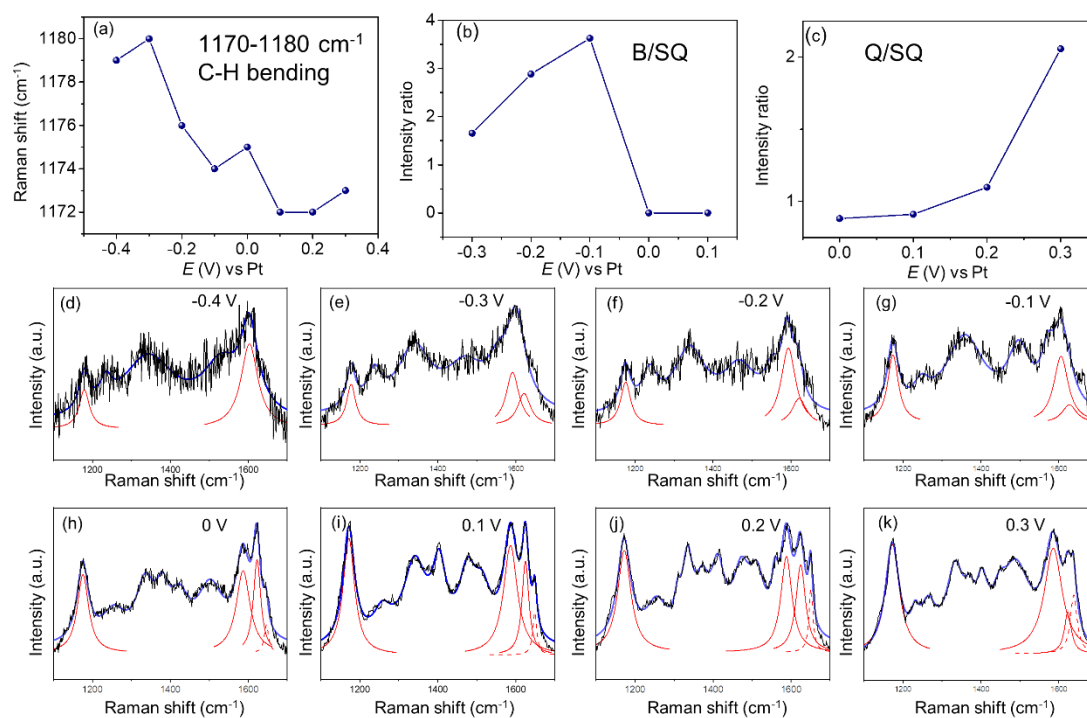 (a)
1170-1180 cm⁻¹
C-H bending
Raman shift (cm⁻¹)
1180
1178
1176
1174
1172
-0.4 -0.2 0.0 0.2 0.4
E (V) vs Pt
(b)
B/SQ
Intensity ratio
4
3
2
1
0
-0.3 -0.2 -0.1 0.0 0.1
E (V) vs Pt
(c)
Q/SQ
Intensity ratio
2
1
0.0 0.1 0.2 0.3
E (V) vs Pt
(d)
-0.4 V
Intensity (a.u.)
1200 1400 1600
Raman shift (cm⁻¹)
(e)
-0.3 V
Intensity (a.u.)
1200 1400 1600
Raman shift (cm⁻¹)
(f)
-0.2 V
Intensity (a.u.)
1200 1400 1600
Raman shift (cm⁻¹)
(g)
-0.1 V
Intensity (a.u.)
1200 1400 1600
Raman shift (cm⁻¹)
(h)
0 V
Intensity (a.u.)
1200 1400 1600
Raman shift (cm⁻¹)
(i)
0.1 V
Intensity (a.u.)
1200 1400 1600
Raman shift (cm⁻¹)
(j)
0.2 V
Intensity (a.u.)
1200 1400 1600
Raman shift (cm⁻¹)
(k)
0.3 V
Intensity (a.u.)
1200 1400 1600
Raman shift (cm⁻¹)